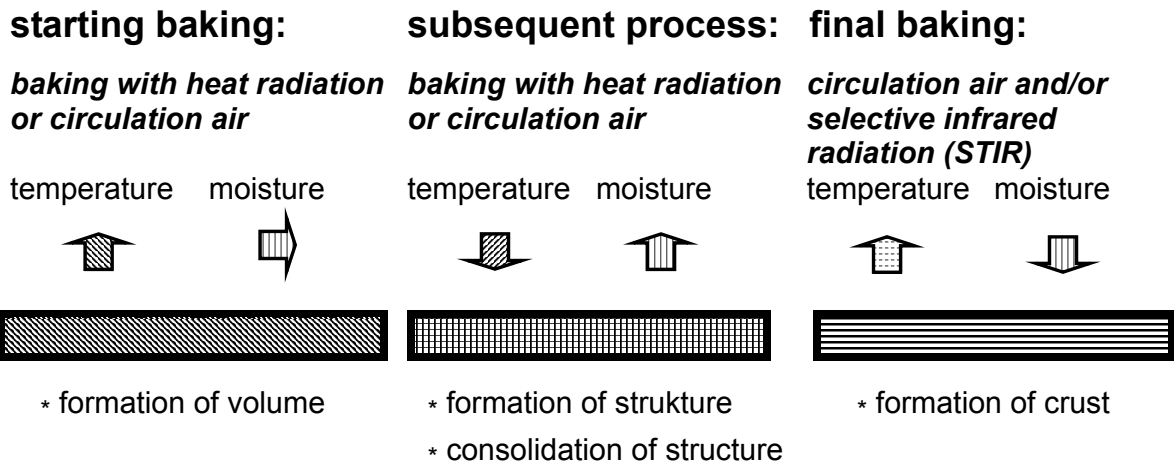 starting baking:
baking with heat radiation
or circulation air
temperature moisture
* formation of volume
subsequent process:
baking with heat radiation
or circulation air
temperature moisture
* formation of strukture
* consolidation of structure
final baking:
circulation air and/or
selective infrared
radiation (STIR)
temperature moisture
* formation of crust